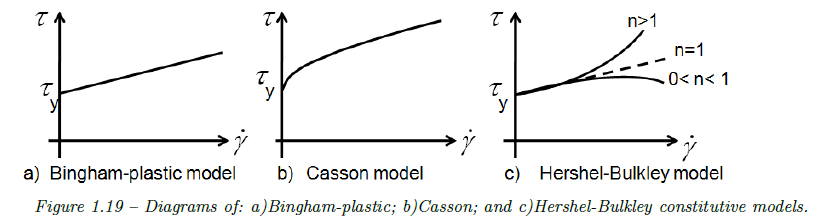 τ
τ
τ
n>1
n=1
0< n< 1
τy
τy
τy
γ̇
γ̇
γ̇
a) Bingham-plastic model
b) Casson model
c) Hershel-Bulkley model
Figure 1.19 – Diagrams of: a)Bingham-plastic; b)Casson; and c)Hershel-Bulkley constitutive models.